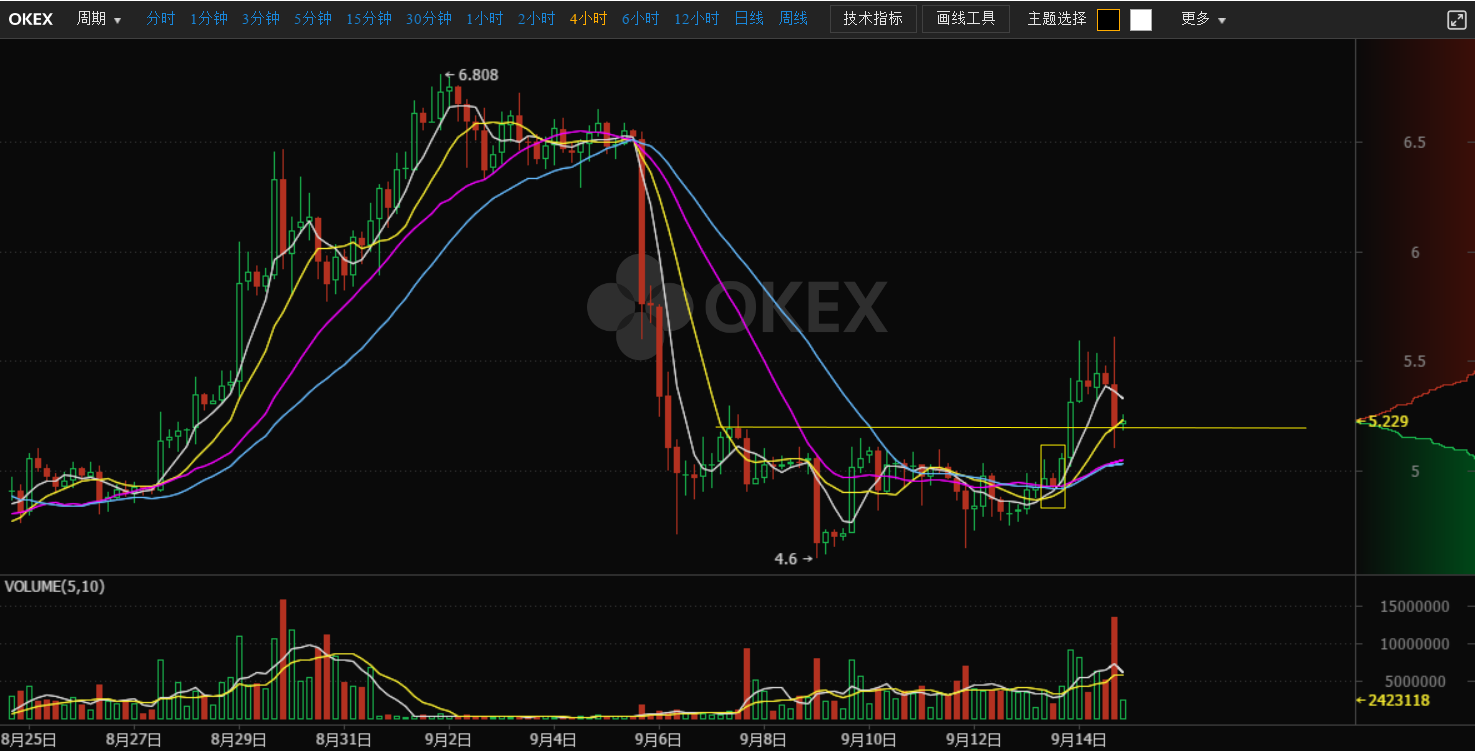 OKEX 周期 分时 1分钟 3分钟 5分钟 15分钟 30分钟 1小时 2小时 4小时 6小时 12小时 日线 周线 技术指标 画线工具 主题选择 更多
6.808
6.5
6
OKEX
5.5
5.229
5
4.6
VOLUME(5,10)
15000000
10000000
5000000
2423118
8月25日 8月27日 8月29日 8月31日 9月2日 9月4日 9月6日 9月8日 9月10日 9月12日 9月14日